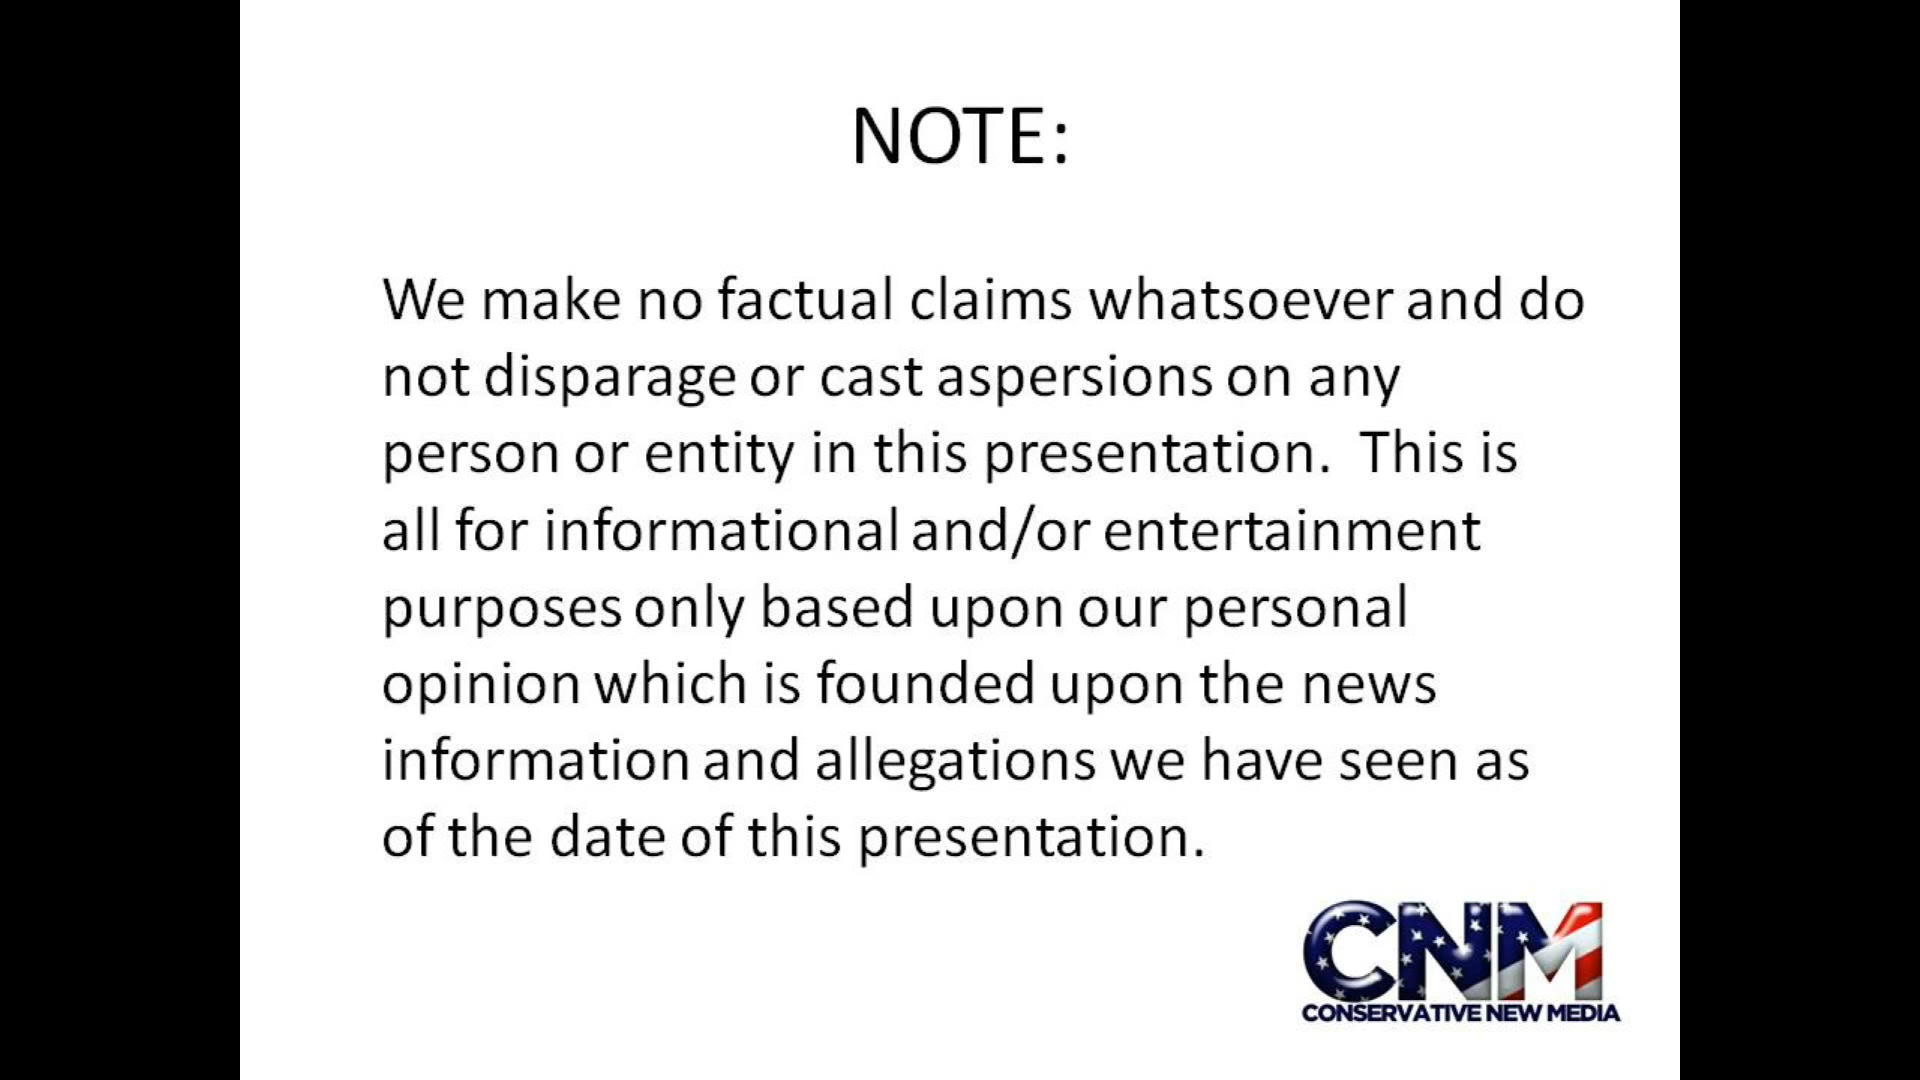 NOTE:
We make no factual claims whatsoever and do
not disparage or cast aspersions on any
person or entity in this presentation.  This is
all for informational and/or entertainment
purposes only based upon our personal
opinion which is founded upon the news
information and allegations we have seen as
of the date of this presentation.
CNM
CONSERVATIVE NEW MEDIA